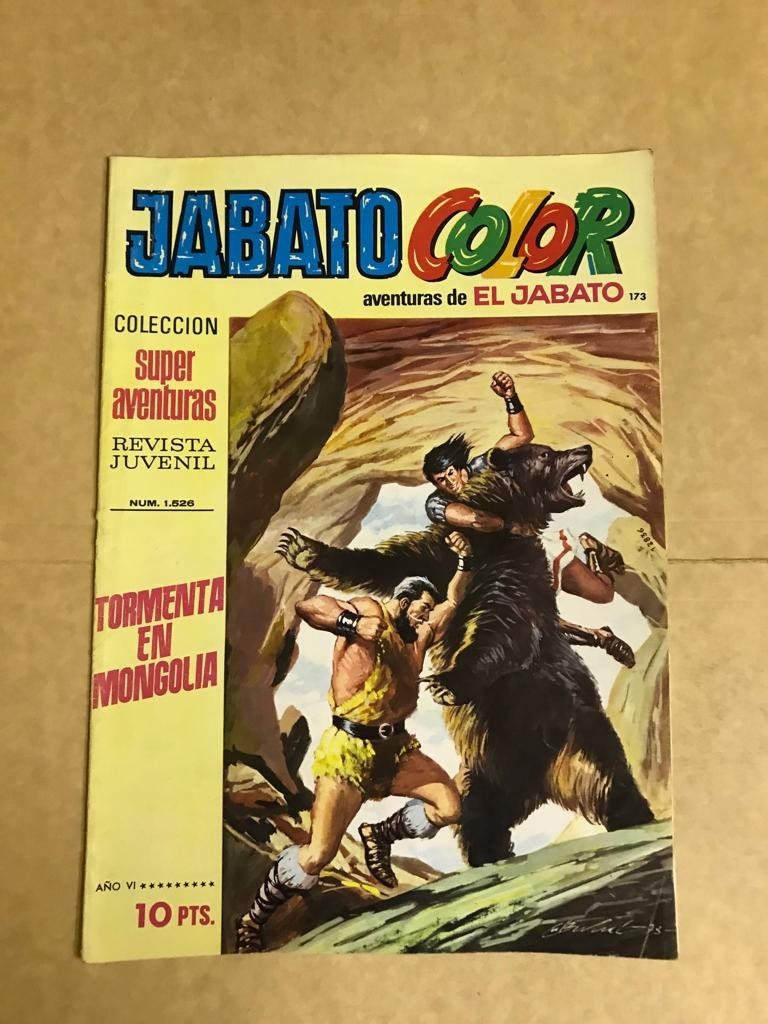 JABATO COLOR
aventuras de EL JABATO 173
COLECCION
super
aventuras
REVISTA
JUVENIL
NUM. 1.526
TORMENTA
EN
MONGOLIA
AÑO VI ★★★★★★★★★
10 PTS.